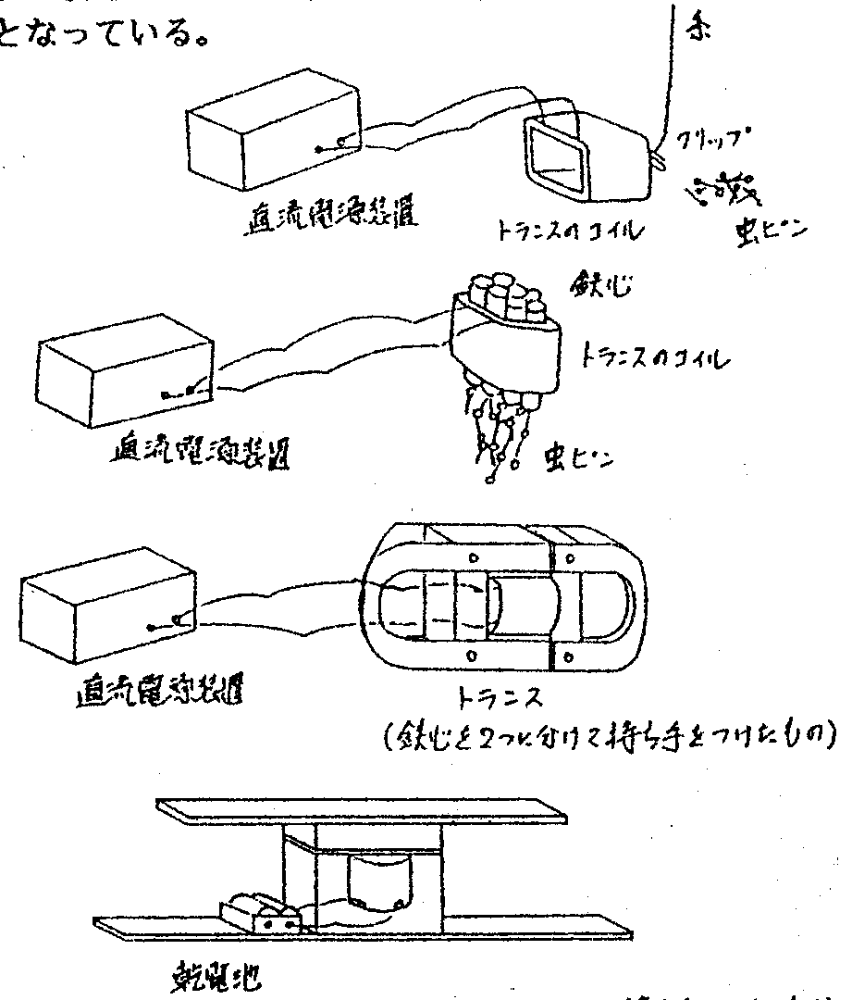 となっている。
糸
クリップ
直流電源装置
トランスのコイル
虫ピン
鉄心
トランスのコイル
直流電源装置
虫ピン
直流電源装置
トランス
(鉄心を2つに分けて持ち手をつけたもの)
乾電池